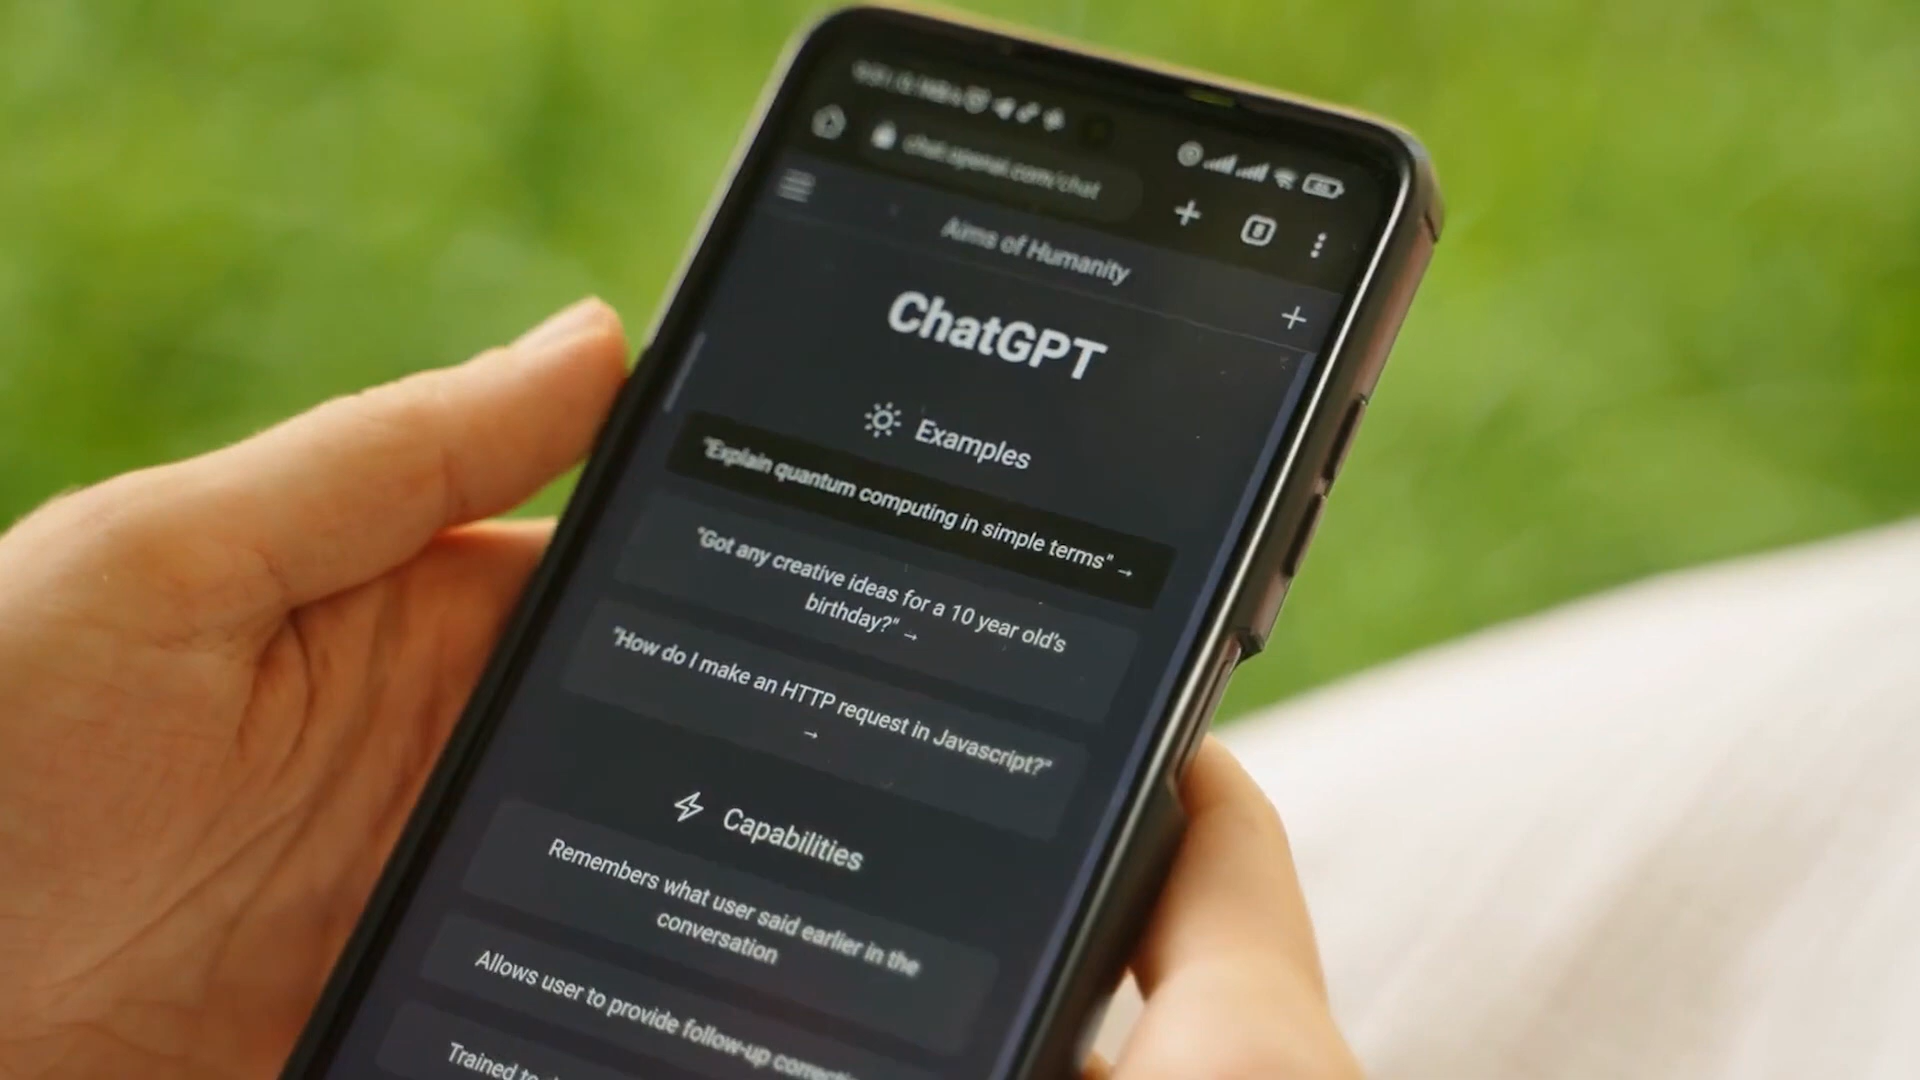 chat.openai.com/chat
Aims of Humanity
ChatGPT
Examples
"Explain quantum computing in simple terms" →
"Got any creative ideas for a 10 year old's
birthday?" →
"How do I make an HTTP request in Javascript?"
→
Capabilities
Remembers what user said earlier in the
conversation
Allows user to provide follow-up
Trained to